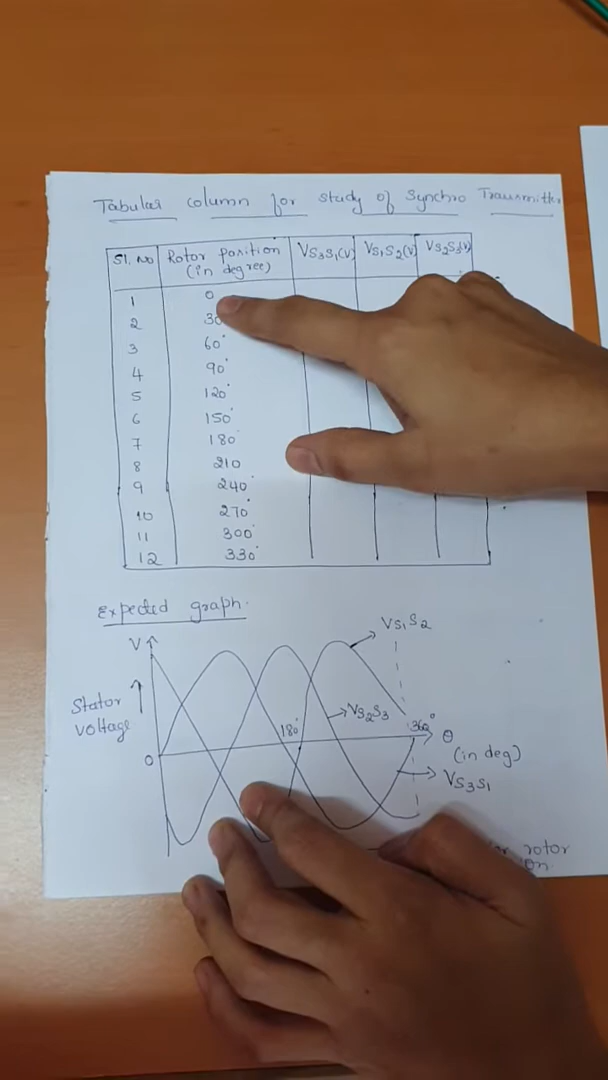 Tabular column for study of Synchro Transmitter
Sl. No Rotor position (in degree) VS3S1(V) VS1S2(V) VS2S3(V)
1 0
2 30
3 60°
4 90°
5 120°
6 150°
7 180°
8 210
9 240°
10 270°
11 300°
12 330°
Expected graph.
V
VS1S2
Stator voltage
VS2S3
180°
360°
0
θ (in deg)
VS3S1
rotor